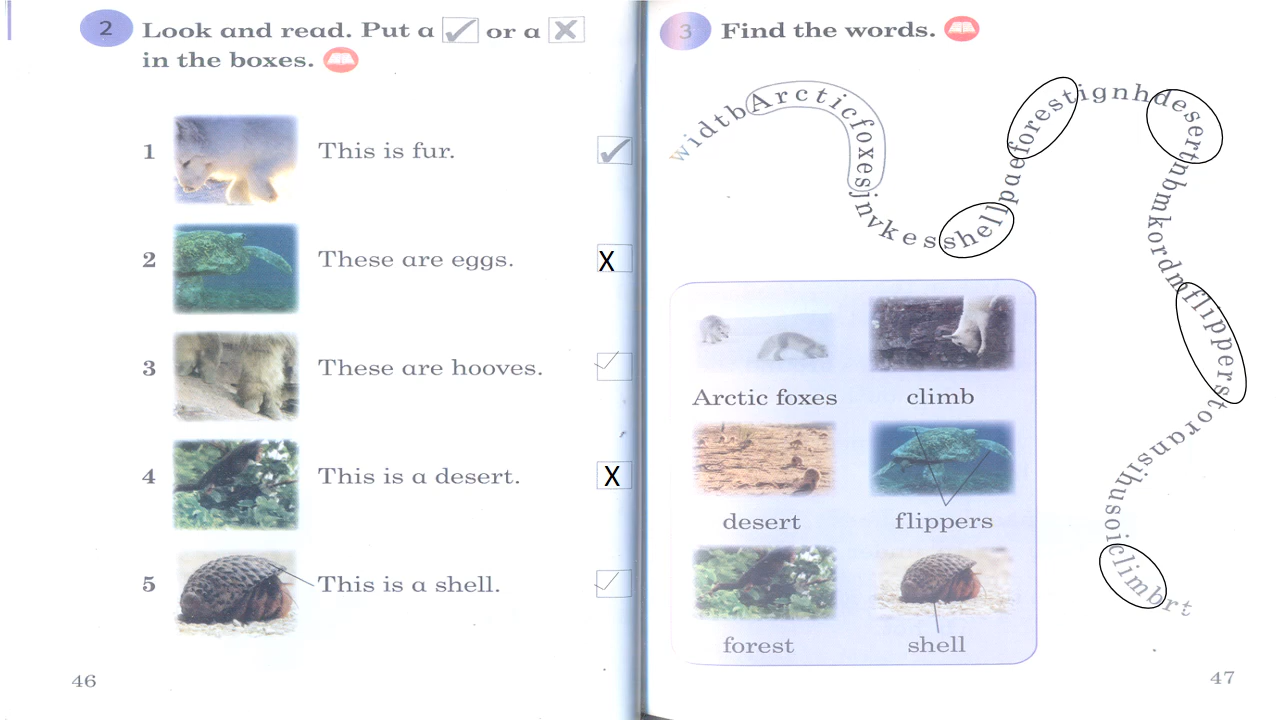 2 Look and read. Put a ✓ or a ✗
in the boxes.
1 This is fur. ✓
2 These are eggs. X
3 These are hooves. ✓
4 This is a desert. X
5 This is a shell. ✓
46
3 Find the words.
widtbArcticfoxesjnvkesshellpaeforestignhdesertnbmkordmflipperstoransihusoiclimbrt
Arctic foxes climb
desert flippers
forest shell
47